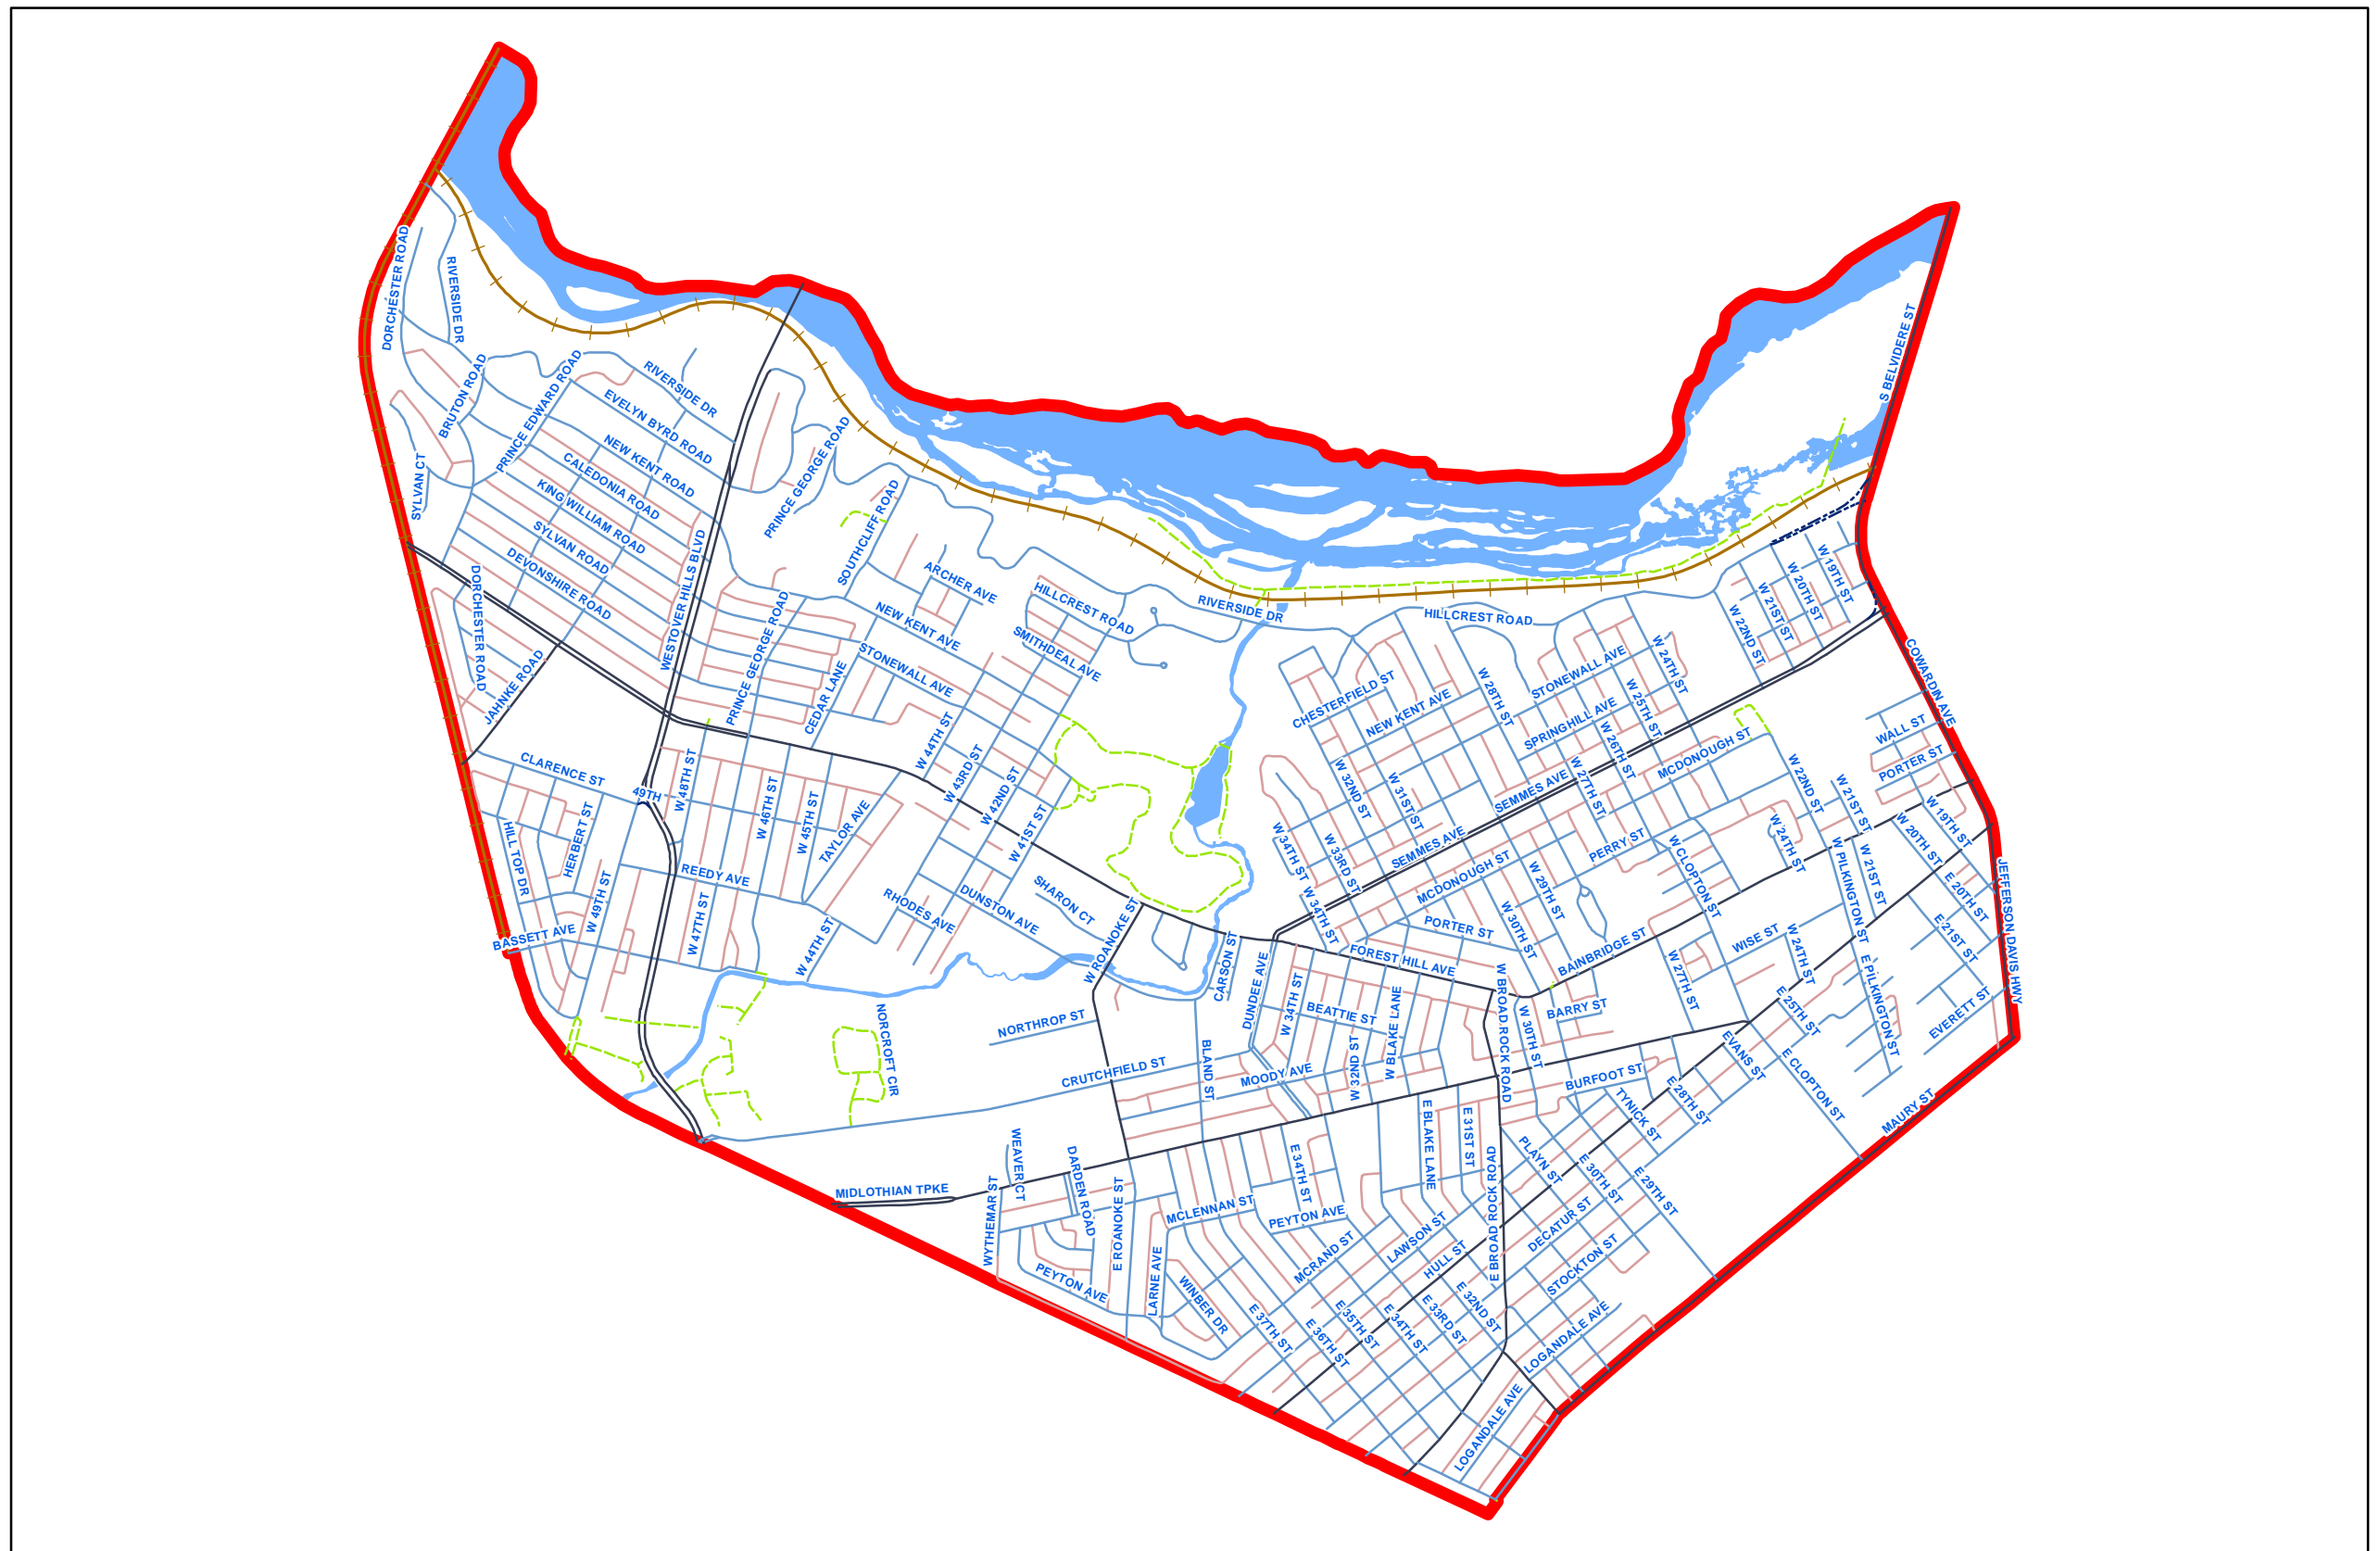 DORCHESTER ROAD
RIVERSIDE DR
S BELVIDERE ST
BRUTON ROAD
PRINCE EDWARD ROAD
RIVERSIDE DR
EVELYN BYRD ROAD
NEW KENT ROAD
CALEDONIA ROAD
KING WILLIAM ROAD
SYLVAN ROAD
DEVONSHIRE ROAD
SYLVAN CT
PRINCE GEORGE ROAD
SOUTHCLIFF ROAD
WESTOVER HILLS BLVD
ARCHER AVE
HILLCREST ROAD
RIVERSIDE DR
HILLCREST ROAD
NEW KENT AVE
SMITHDEAL AVE
STONEWALL AVE
PRINCE GEORGE ROAD
CEDAR LANE
DORCHESTER ROAD
JAHNKE ROAD
W 19TH ST
W 20TH ST
W 21ST ST
W 22ND ST
W 24TH ST
STONEWALL AVE
W 28TH ST
CHESTERFIELD ST
NEW KENT AVE
SPRINGHILL AVE
W 25TH ST
W 26TH ST
W 27TH ST
MCDONOUGH ST
COWARDIN AVE
WALL ST
PORTER ST
CLARENCE ST
49TH
W 48TH ST
W 46TH ST
W 45TH ST
TAYLOR AVE
W 44TH ST
W 43RD ST
W 42ND ST
W 41ST ST
W 32ND ST
W 31ST ST
SEMMES AVE
SEMMES AVE
W 34TH ST
W 33RD ST
MCDONOUGH ST
PERRY ST
W 22ND ST
W 21ST ST
W 19TH ST
W 20TH ST
W 24TH ST
W CLOPTON ST
W PILKINGTON ST
W 21ST ST
E 20TH ST
E 21ST ST
JEFFERSON DAVIS HWY
HILL TOP DR
HERBERT ST
W 49TH ST
REEDY AVE
W 47TH ST
RHODES AVE
DUNSTON AVE
SHARON CT
W 44TH ST
BASSETT AVE
W ROANOKE ST
CARSON ST
DUNDEE AVE
W 34TH ST
W 34TH ST
PORTER ST
FOREST HILL AVE
W 29TH ST
W 30TH ST
BAINBRIDGE ST
WISE ST
W 27TH ST
W 24TH ST
E PILKINGTON ST
E 25TH ST
EVERETT ST
NORCROFT CIR
NORTHROP ST
CRUTCHFIELD ST
BLAND ST
MOODY AVE
BEATTIE ST
W 32ND ST
W BLAKE LANE
W BROAD ROCK ROAD
W 30TH ST
BARRY ST
BURFOOT ST
EVANS ST
E CLOPTON ST
E 28TH ST
TYNICK ST
MAURY ST
MIDLOTHIAN TPKE
WEAVER CT
WYTHEMAR ST
DARDEN ROAD
E ROANOKE ST
PEYTON AVE
LARNE AVE
WINBER DR
MCLENNAN ST
E 34TH ST
PEYTON AVE
MCRAND ST
LAWSON ST
E BLAKE LANE
E 31ST ST
E BROAD ROCK ROAD
PLAYN ST
E 30TH ST
E 29TH ST
DECATUR ST
STOCKTON ST
HULL ST
E 32ND ST
E 33RD ST
E 34TH ST
E 35TH ST
E 36TH ST
E 37TH ST
LOGANDALE AVE
LOGANDALE AVE